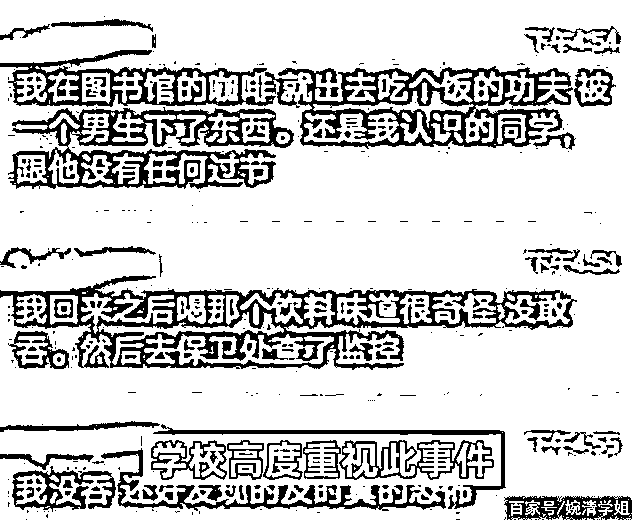 下午4:54
我在图书馆的咖啡 就出去吃个饭的功夫 被
一个男生下了东西。还是我认识的同学,
跟他没有任何过节
下午4:54
我回来之后喝那个饮料味道很奇怪 没敢
吞。然后去保卫处查了监控
下午4:55
学校高度重视此事件
我没吞 还好发现的及时真的恐怖
百家号/婉清学姐